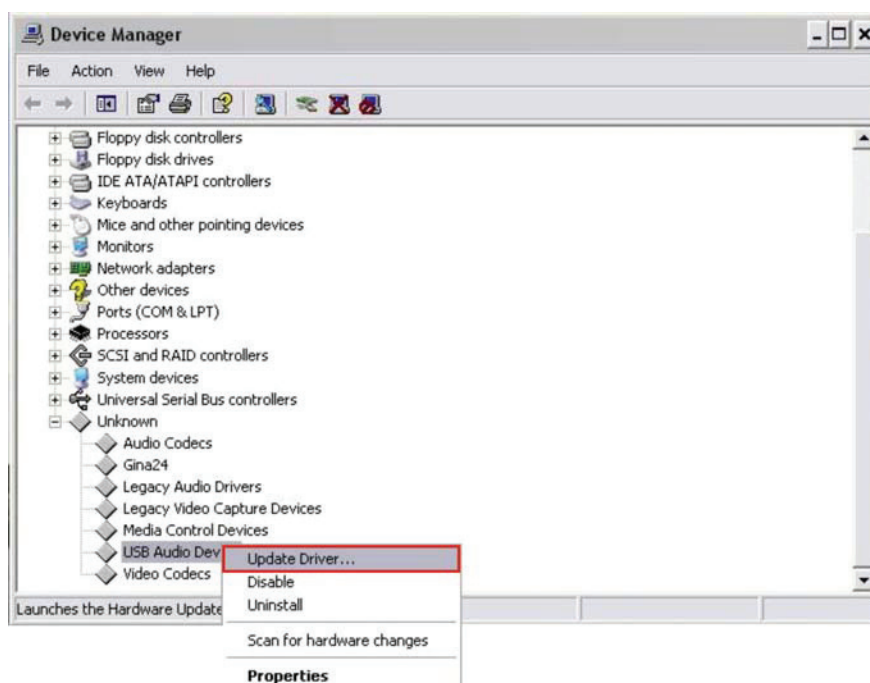 Device Manager
File Action View Help
Floppy disk controllers
Floppy disk drives
IDE ATA/ATAPI controllers
Keyboards
Mice and other pointing devices
Monitors
Network adapters
Other devices
Ports (COM & LPT)
Processors
SCSI and RAID controllers
System devices
Universal Serial Bus controllers
Unknown
Audio Codecs
Gina24
Legacy Audio Drivers
Legacy Video Capture Devices
Media Control Devices
USB Audio Dev
Update Driver...
Video Codecs
Disable
Launches the Hardware Update
Uninstall
Scan for hardware changes
Properties